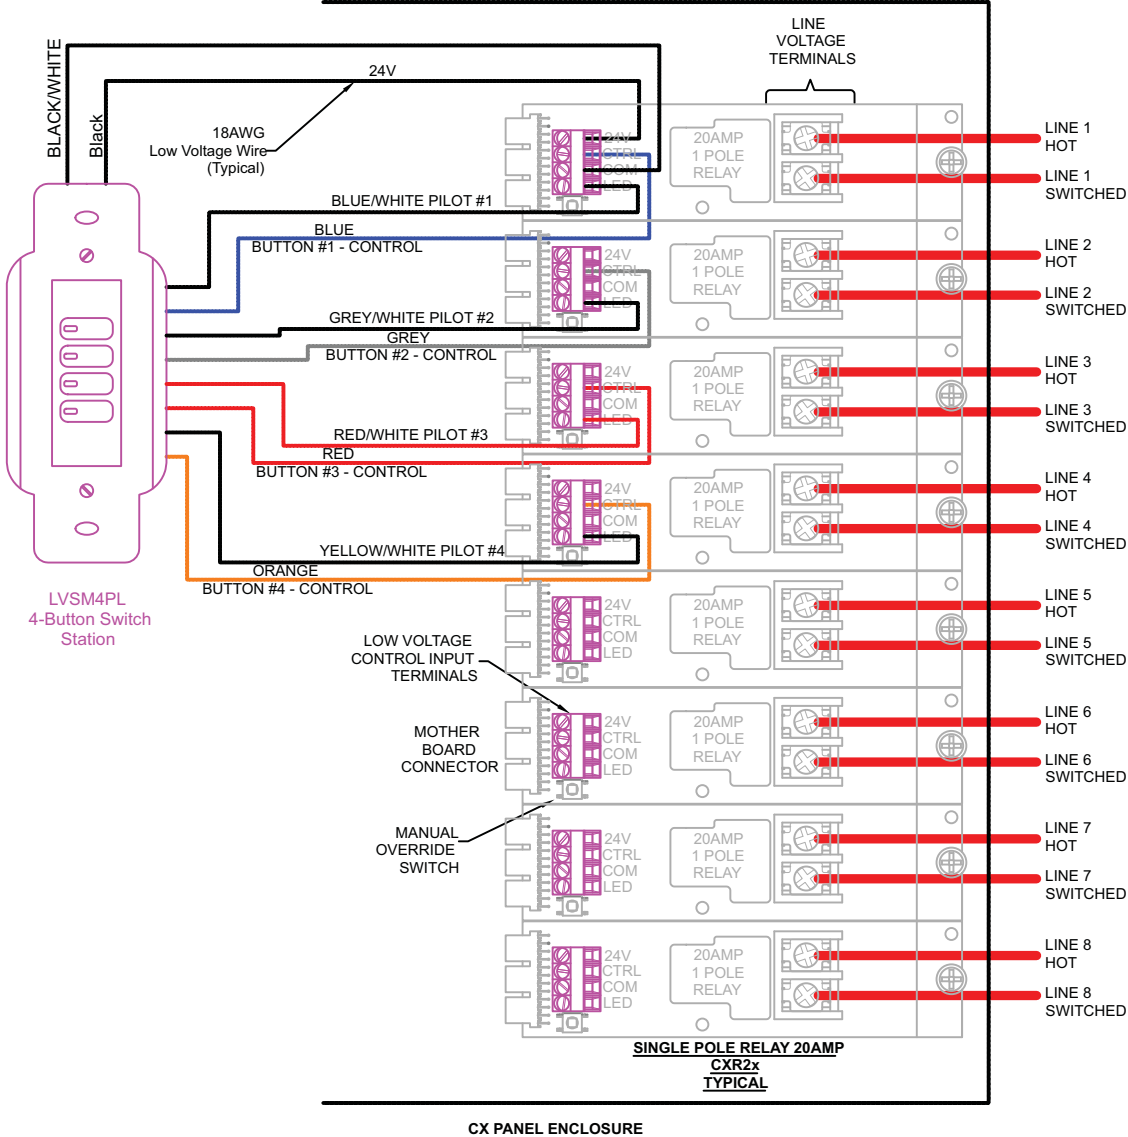 LINE
VOLTAGE
TERMINALS
BLACK/WHITE
Black
24V
18AWG
Low Voltage Wire
(Typical)
24V
CTRL
COM
LED
20AMP
1 POLE
RELAY
LINE 1
HOT
LINE 1
SWITCHED
BLUE/WHITE PILOT #1
BLUE
BUTTON #1 - CONTROL
24V
CTRL
COM
LED
20AMP
1 POLE
RELAY
LINE 2
HOT
LINE 2
SWITCHED
GREY/WHITE PILOT #2
GREY
BUTTON #2 - CONTROL
24V
CTRL
COM
LED
20AMP
1 POLE
RELAY
LINE 3
HOT
LINE 3
SWITCHED
RED/WHITE PILOT #3
RED
BUTTON #3 - CONTROL
24V
CTRL
COM
LED
20AMP
1 POLE
RELAY
LINE 4
HOT
LINE 4
SWITCHED
YELLOW/WHITE PILOT #4
ORANGE
BUTTON #4 - CONTROL
LVSM4PL
4-Button Switch
Station
24V
CTRL
COM
LED
20AMP
1 POLE
RELAY
LINE 5
HOT
LINE 5
SWITCHED
LOW VOLTAGE
CONTROL INPUT
TERMINALS
24V
CTRL
COM
LED
20AMP
1 POLE
RELAY
LINE 6
HOT
LINE 6
SWITCHED
MOTHER
BOARD
CONNECTOR
MANUAL
OVERRIDE
SWITCH
24V
CTRL
COM
LED
20AMP
1 POLE
RELAY
LINE 7
HOT
LINE 7
SWITCHED
24V
CTRL
COM
LED
20AMP
1 POLE
RELAY
LINE 8
HOT
LINE 8
SWITCHED
SINGLE POLE RELAY 20AMP
CXR2x
TYPICAL
CX PANEL ENCLOSURE